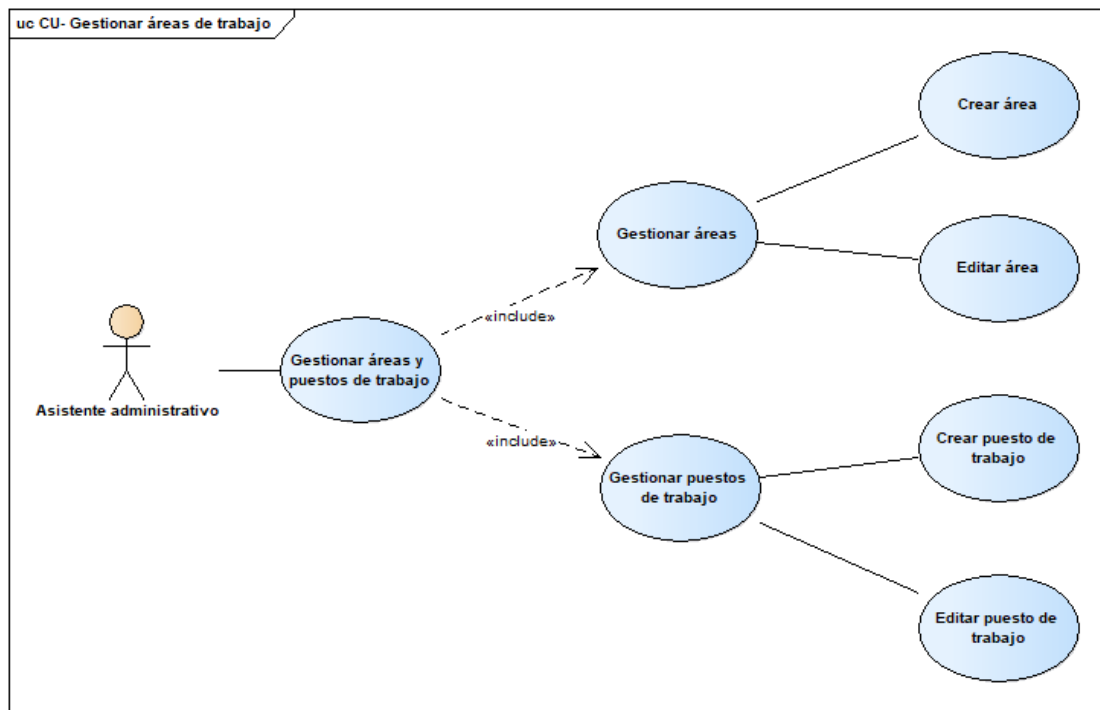 uc CU- Gestionar áreas de trabajo
Crear área
Gestionar áreas
Editar área
«include»
Gestionar áreas y
puestos de trabajo
Asistente administrativo
«include»
Crear puesto de
trabajo
Gestionar puestos
de trabajo
Editar puesto de
trabajo